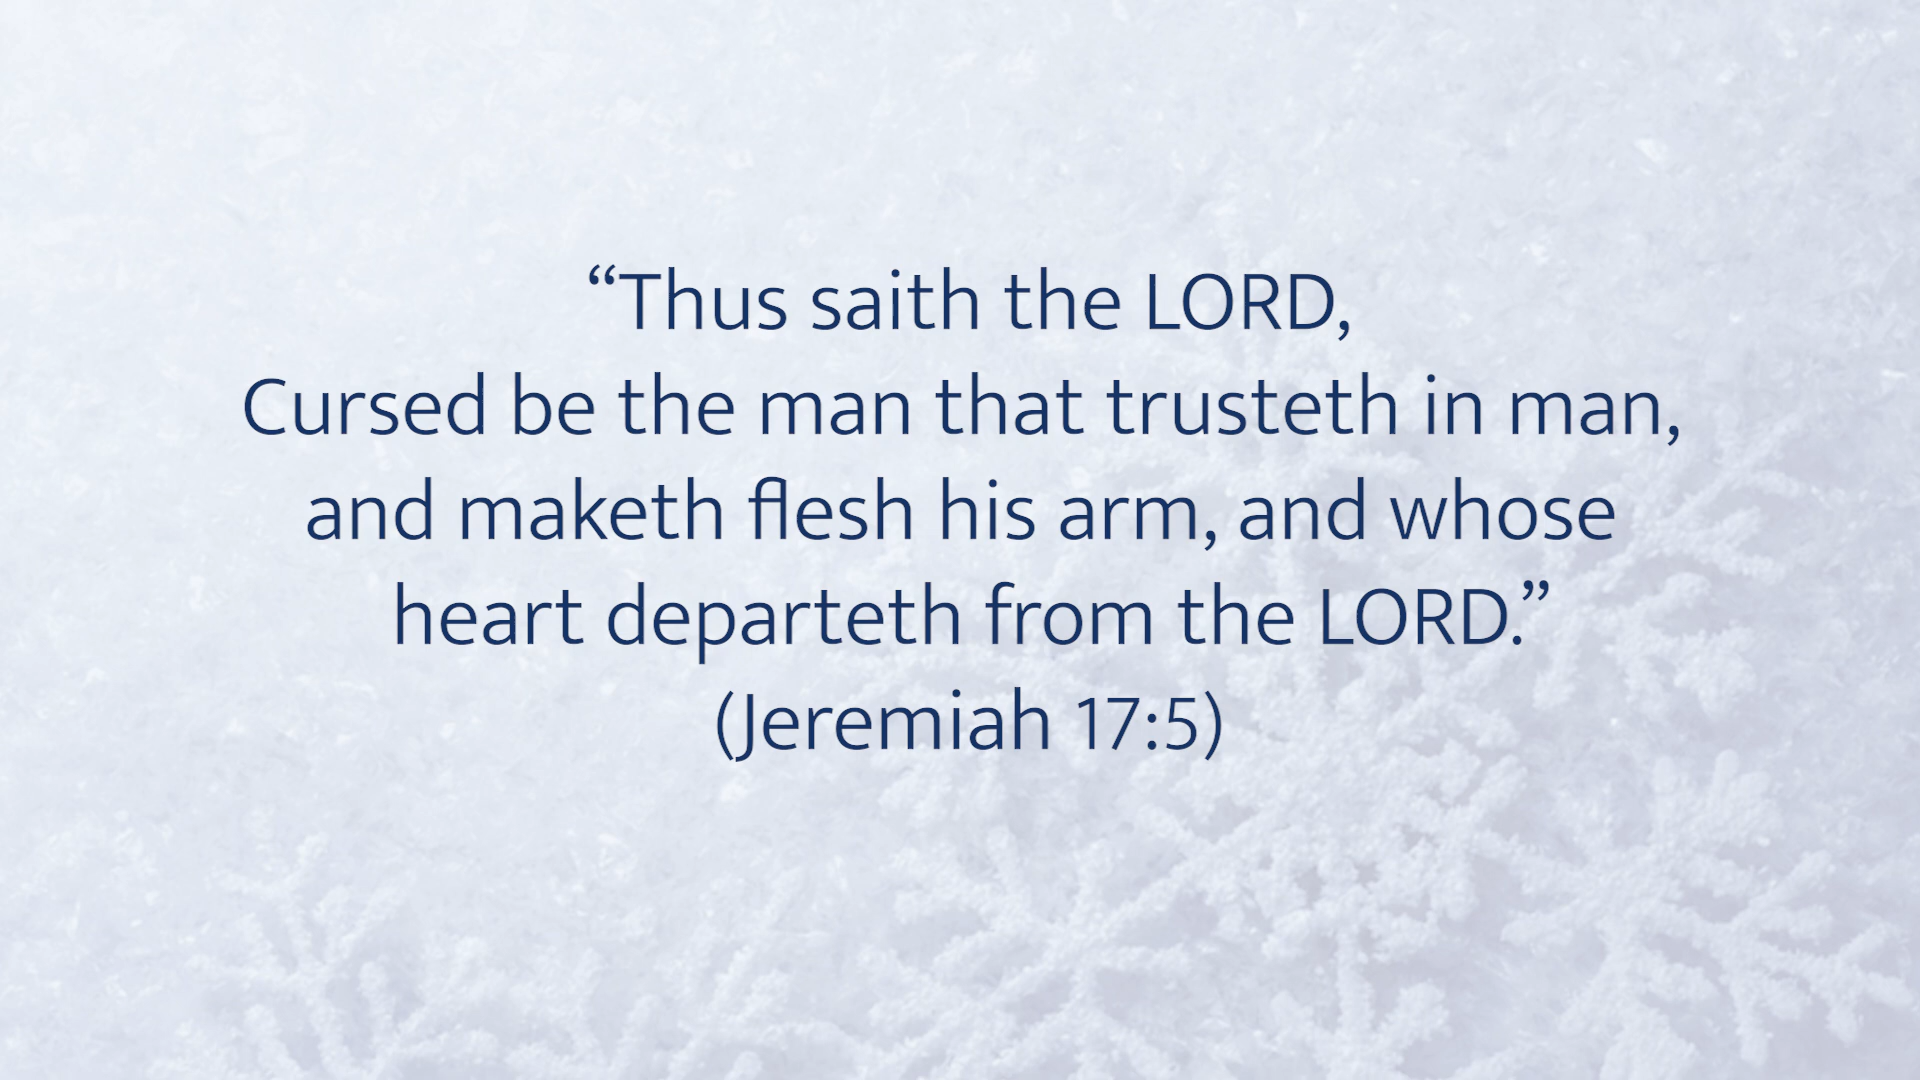 “Thus saith the LORD,
Cursed be the man that trusteth in man,
and maketh flesh his arm, and whose
heart departeth from the LORD.”
(Jeremiah 17:5)